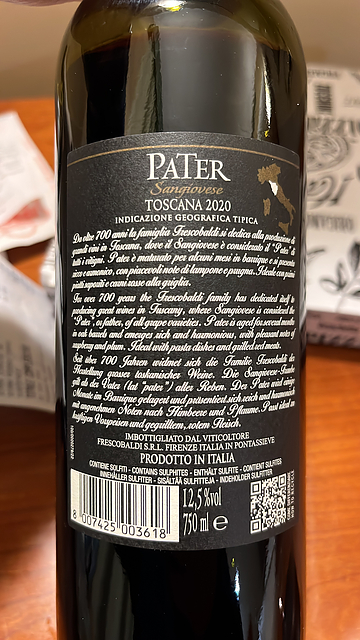 PATER
Sangiovese
TOSCANA 2020
INDICAZIONE GEOGRAFICA TIPICA
Da oltre 700 anni la famiglia Frescobaldi si dedica alla produzione di
grandi vini in Toscana, dove il Sangiovese è considerato il "Pater" di
tutti i vitigni. Pater è maturato per alcuni mesi in barrique e si presenta
ricco e armonico, con piacevoli note di lampone e prugna. Ideale con primi
piatti saporiti e carni rosse alla griglia.
For over 700 years the Frescobaldi family has dedicated itself to
producing great wines in Tuscany, where Sangiovese is considered the
"Pater", or father, of all grape varieties. Pater is aged for several months
in oak barrels and emerges rich and harmonious, with pleasant notes of
raspberry and plum. Ideal with pasta dishes and grilled red meats.
Seit über 700 Jahren widmet sich die Familie Frescobaldi der
Herstellung grosser toskanischer Weine. Die Sangiovese-Traube
gilt als der Vater (lat "pater") aller Reben. Der Pater wird einige
Monate im Barrique gelagert und präsentiert sich reich und harmonisch
mit angenehmen Noten nach Himbeere und Pflaume. Passt ideal zu
kräftigen Vorspeisen und gegrilltem, rotem Fleisch.
IMBOTTIGLIATO DAL VITICOLTORE
FRESCOBALDI S.R.L. FIRENZE ITALIA IN PONTASSIEVE
PRODOTTO IN ITALIA
CONTIENE SOLFITI - CONTAINS SULPHITES - ENTHÄLT SULFITE - CONTIENT SULFITES
INNEHÅLLER SULFITER - SISÄLTÄÄ SULFIITTEJA - INDEHOLDER SULFITTER
12,5%vol
750 ml e
8 007425 003618